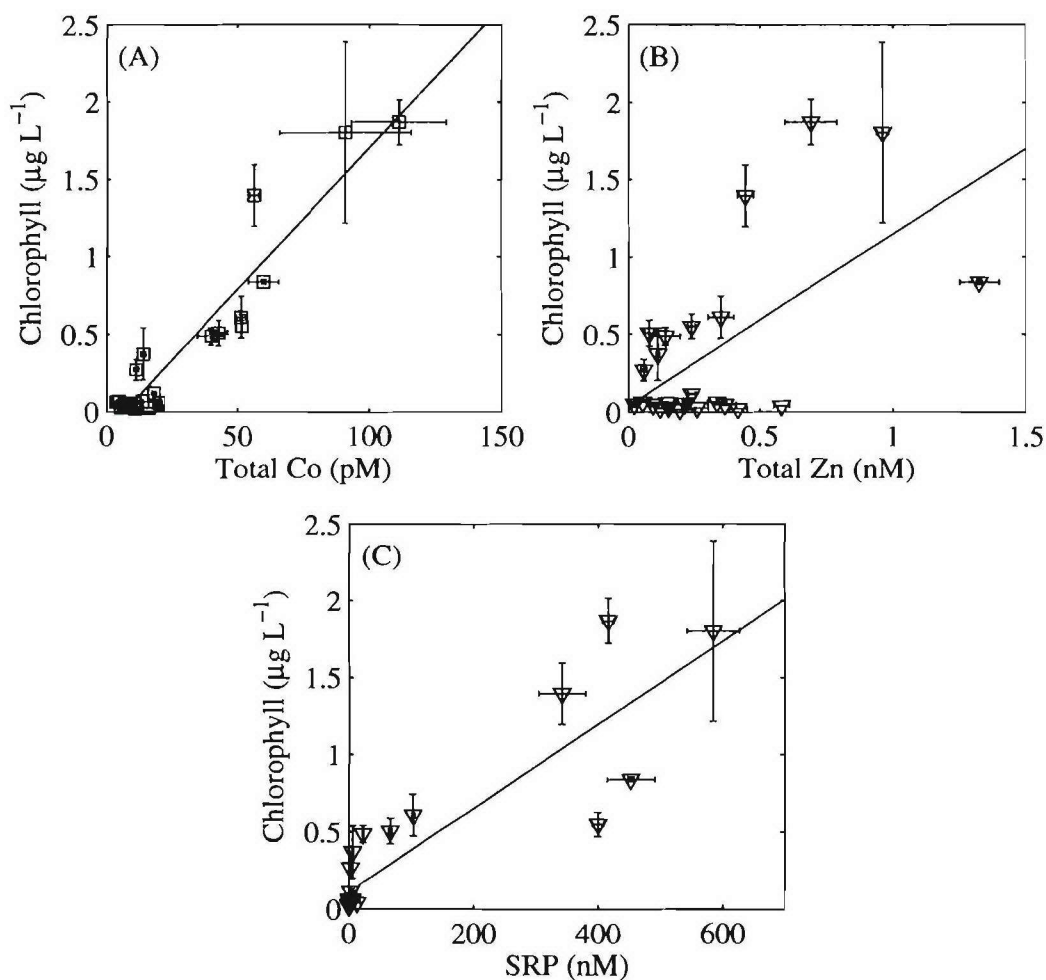 (A)
Chlorophyll (µg L⁻¹)
2.5
2
1.5
1
0.5
0
0 50 100 150
Total Co (pM)
(B)
Chlorophyll (µg L⁻¹)
2.5
2
1.5
1
0.5
0
0 0.5 1 1.5
Total Zn (nM)
(C)
Chlorophyll (µg L⁻¹)
2.5
2
1.5
1
0.5
0
0 200 400 600
SRP (nM)